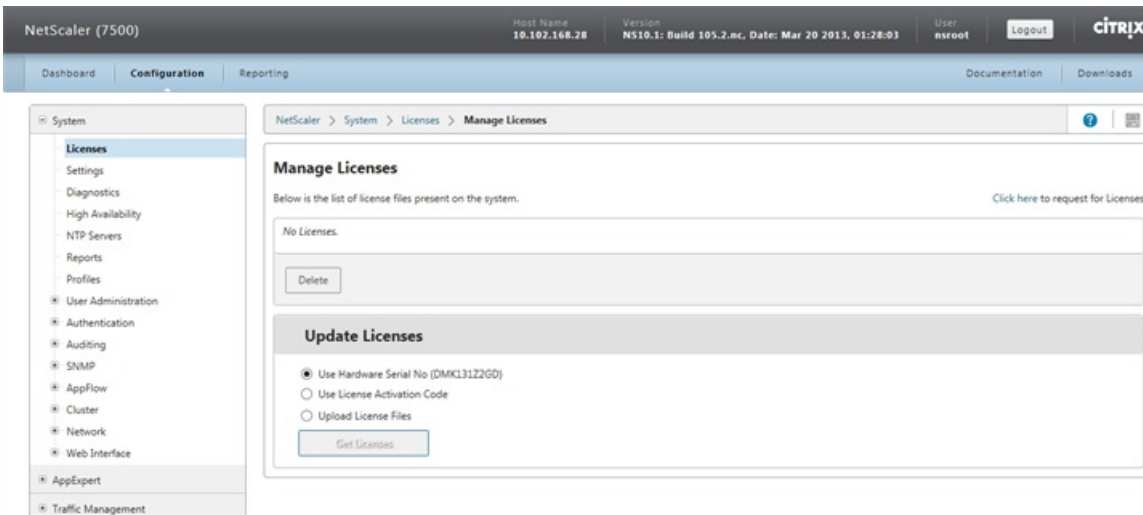 NetScaler (7500)
Host Name
10.102.168.28
Version
NS10.1: Build 105.2.nc, Date: Mar 20 2013, 01:28:03
User
nsroot
Logout
CITRIX
Dashboard
Configuration
Reporting
Documentation
Downloads
System
Licenses
Settings
Diagnostics
High Availability
NTP Servers
Reports
Profiles
User Administration
Authentication
Auditing
SNMP
AppFlow
Cluster
Network
Web Interface
AppExpert
Traffic Management
NetScaler > System > Licenses > Manage Licenses
Manage Licenses
Below is the list of license files present on the system.
Click here to request for Licenses
No Licenses.
Delete
Update Licenses
Use Hardware Serial No (DMK131Z2GD)
Use License Activation Code
Upload License Files
Get Licenses